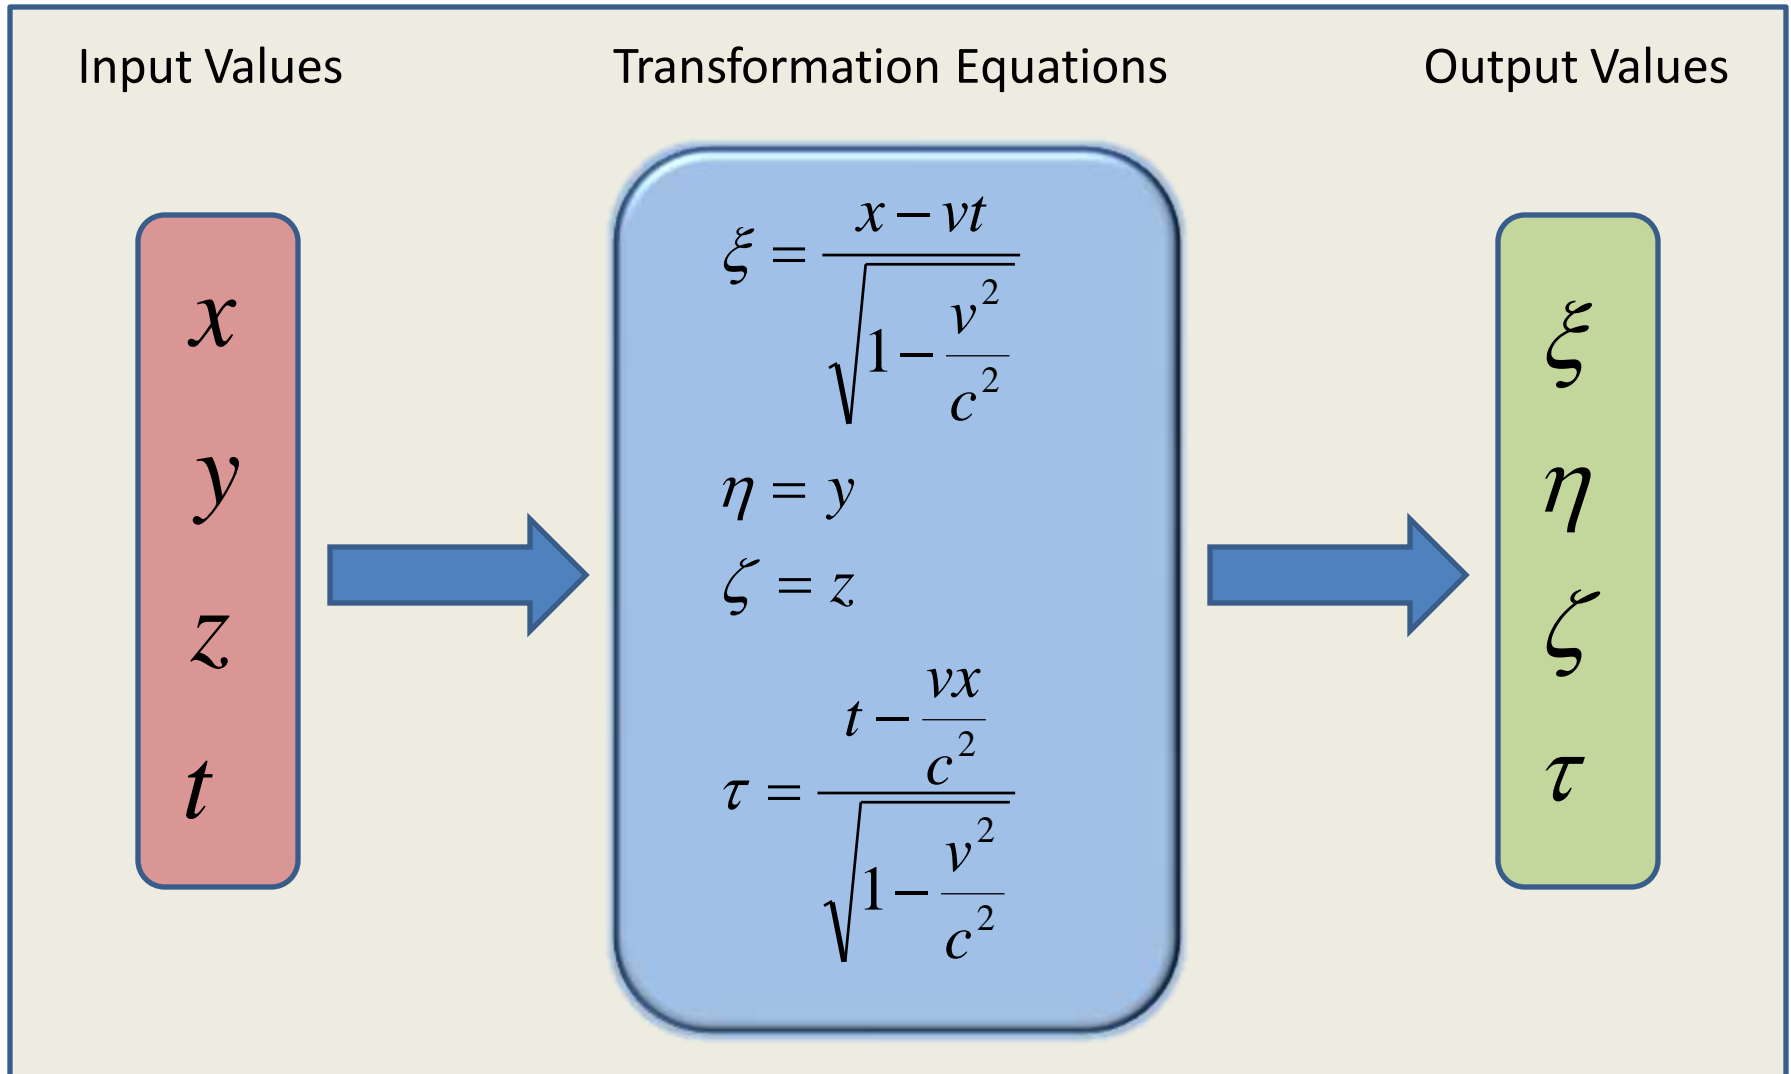 Input Values
Transformation Equations
Output Values
x
y
z
t
ξ = (x − vt) / √(1 − v²/c²)
η = y
ζ = z
τ = (t − vx/c²) / √(1 − v²/c²)
ξ
η
ζ
τ